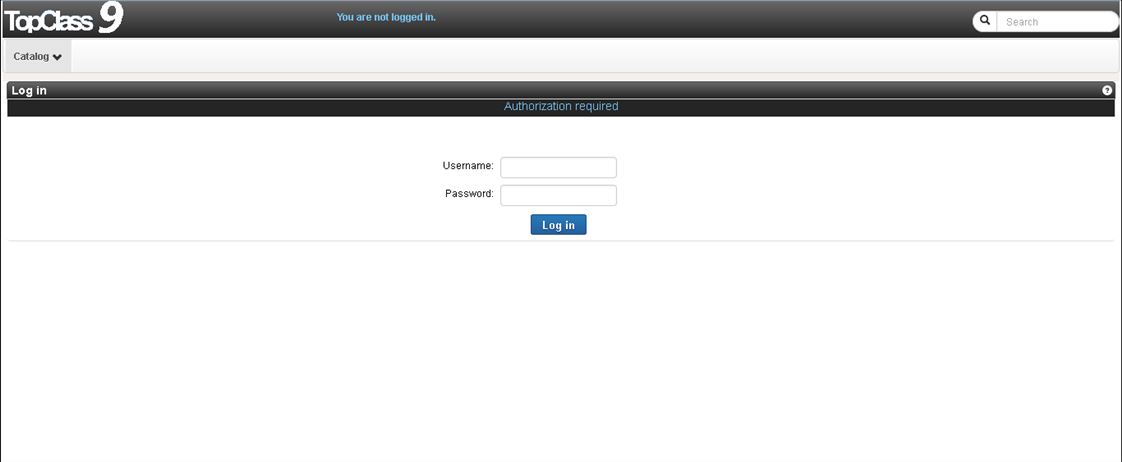 TopClass 9
You are not logged in.
Search
Catalog
Log in
?
Authorization required
Username:
Password:
Log in